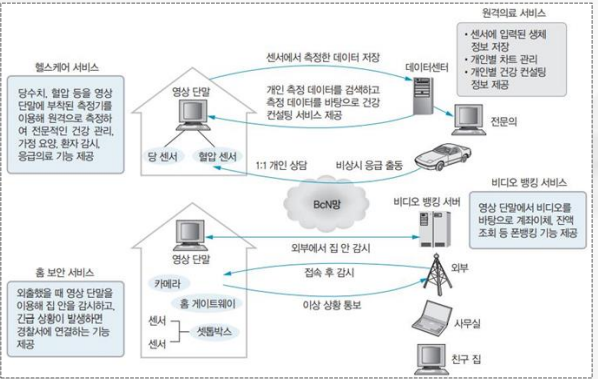 원격의료 서비스
• 센서에 입력된 생체
정보 저장
• 개인별 차트 관리
• 개인별 건강 컨설팅
정보 제공
헬스케어 서비스
당수치, 혈압 등을 영상
단말에 부착된 측정기를
이용해 원격으로 측정하
여 전문적인 건강 관리,
가정 요양, 환자 감시,
응급의료 기능 제공
센서에서 측정한 데이터 저장
데이터센터
영상 단말
개인 측정 데이터를 검색하고
측정 데이터를 바탕으로 건강
컨설팅 서비스 제공
전문의
당 센서
혈압 센서
1:1 개인 상담
비상시 응급 출동
BcN망
비디오 뱅킹 서비스
비디오 뱅킹 서버
영상 단말에서 비디오를
바탕으로 계좌이체, 잔액
조회 등 폰뱅킹 기능 제공
영상 단말
외부에서 집 안 감시
홈 보안 서비스
외출했을 때 영상 단말을
이용해 집 안을 감시하고,
긴급 상황이 발생하면
경찰서에 연결하는 기능
제공
카메라
홈 게이트웨이
센서
셋톱박스
센서
접속 후 감시
외부
이상 상황 통보
사무실
친구 집